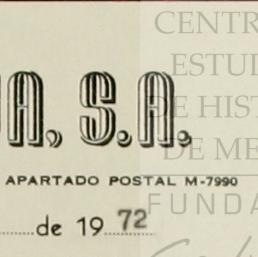 A, S.A.
APARTADO POSTAL M-7990
de 19 72
CENTR
ESTUD
DE HIST
DE ME
FUNDA